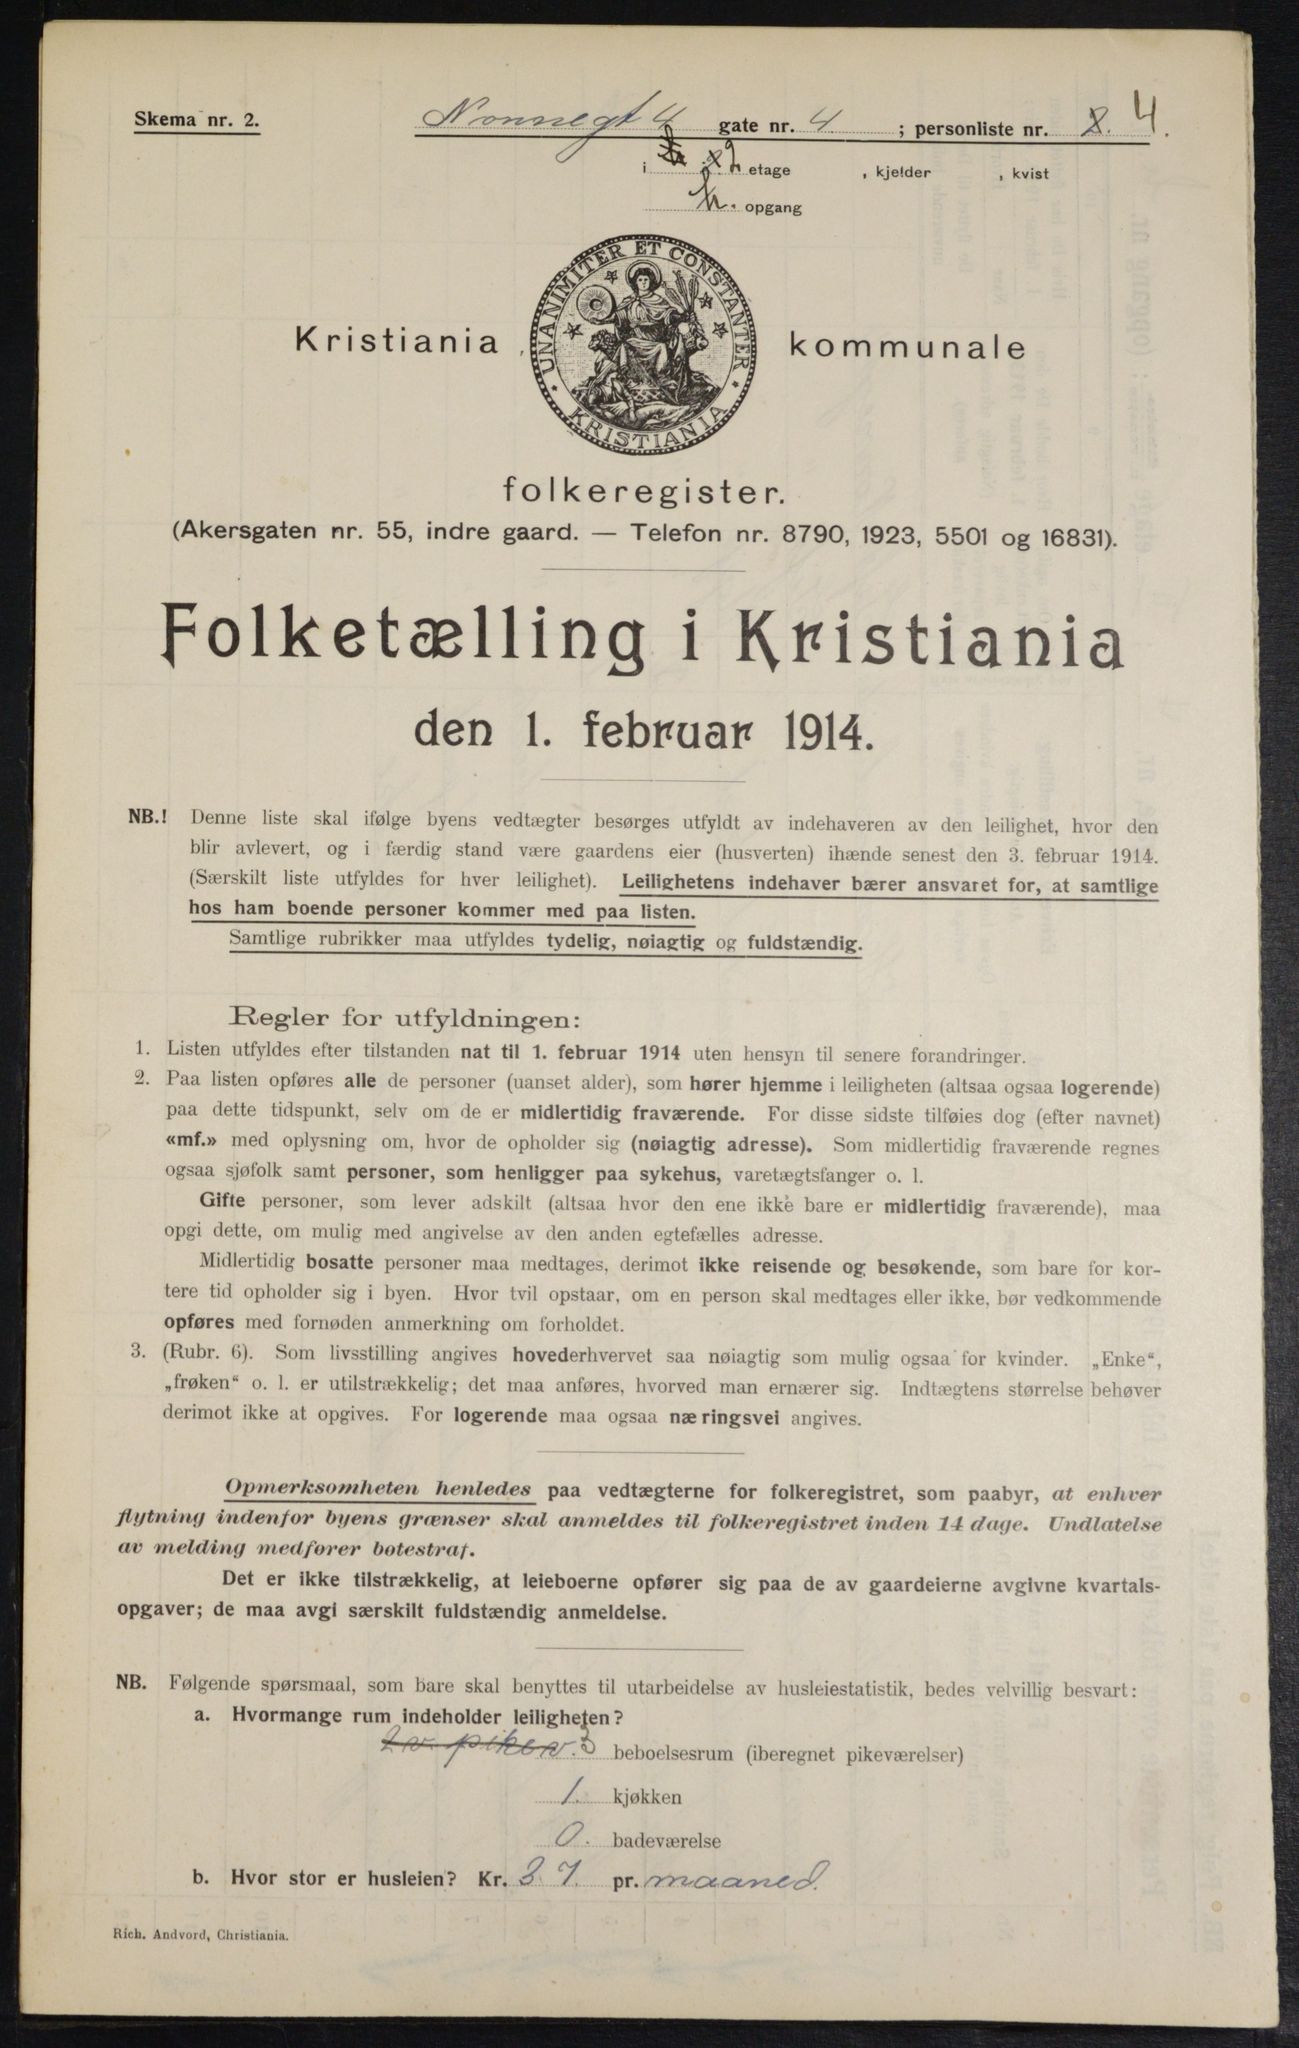 Skema nr. 2.
Nonnegt 4 gate nr. 4 ; personliste nr. 8. 4.
i 2 etage , kjelder , kvist
h. opgang
UNANIMITER ET CONSTANTER
KRISTIANIA
Kristiania kommunale
folkeregister.
(Akersgaten nr. 55, indre gaard. — Telefon nr. 8790, 1923, 5501 og 16831).
Folketælling i Kristiania
den 1. februar 1914.
NB.! Denne liste skal ifølge byens vedtægter besørges utfyldt av indehaveren av den leilighet, hvor den
blir avlevert, og i færdig stand være gaardens eier (husverten) ihænde senest den 3. februar 1914.
(Særskilt liste utfyldes for hver leilighet). Leilighetens indehaver bærer ansvaret for, at samtlige
hos ham boende personer kommer med paa listen.
Samtlige rubrikker maa utfyldes tydelig, nøiagtig og fuldstændig.
Regler for utfyldningen:
1. Listen utfyldes efter tilstanden nat til 1. februar 1914 uten hensyn til senere forandringer.
2. Paa listen opføres alle de personer (uanset alder), som hører hjemme i leiligheten (altsaa ogsaa logerende)
paa dette tidspunkt, selv om de er midlertidig fraværende. For disse sidste tilføies dog (efter navnet)
«mf.» med oplysning om, hvor de opholder sig (nøiagtig adresse). Som midlertidig fraværende regnes
ogsaa sjøfolk samt personer, som henligger paa sykehus, varetægtsfanger o. l.
Gifte personer, som lever adskilt (altsaa hvor den ene ikke bare er midlertidig fraværende), maa
opgi dette, om mulig med angivelse av den anden egtefælles adresse.
Midlertidig bosatte personer maa medtages, derimot ikke reisende og besøkende, som bare for kor-
tere tid opholder sig i byen. Hvor tvil opstaar, om en person skal medtages eller ikke, bør vedkommende
opføres med fornøden anmerkning om forholdet.
3. (Rubr. 6). Som livsstilling angives hovederhvervet saa nøiagtig som mulig ogsaa for kvinder. „Enke“,
„frøken“ o. l. er utilstrækkelig; det maa anføres, hvorved man ernærer sig. Indtægtens størrelse behøver
derimot ikke at opgives. For logerende maa ogsaa næringsvei angives.
Opmerksomheten henledes paa vedtægterne for folkeregistret, som paabyr, at enhver
flytning indenfor byens grænser skal anmeldes til folkeregistret inden 14 dage. Undlatelse
av melding medfører botestraf.
Det er ikke tilstrækkelig, at leieboerne opfører sig paa de av gaardeierne avgivne kvartals-
opgaver; de maa avgi særskilt fuldstændig anmeldelse.
NB. Følgende spørsmaal, som bare skal benyttes til utarbeidelse av husleiestatistik, bedes velvillig besvart:
a. Hvormange rum indeholder leiligheten?
2 v. pikev. 3 beboelsesrum (iberegnet pikeværelser)
1. kjøkken
0. badeværelse
b. Hvor stor er husleien? Kr. 37. pr. maaned.
Rich. Andvord, Christiania.